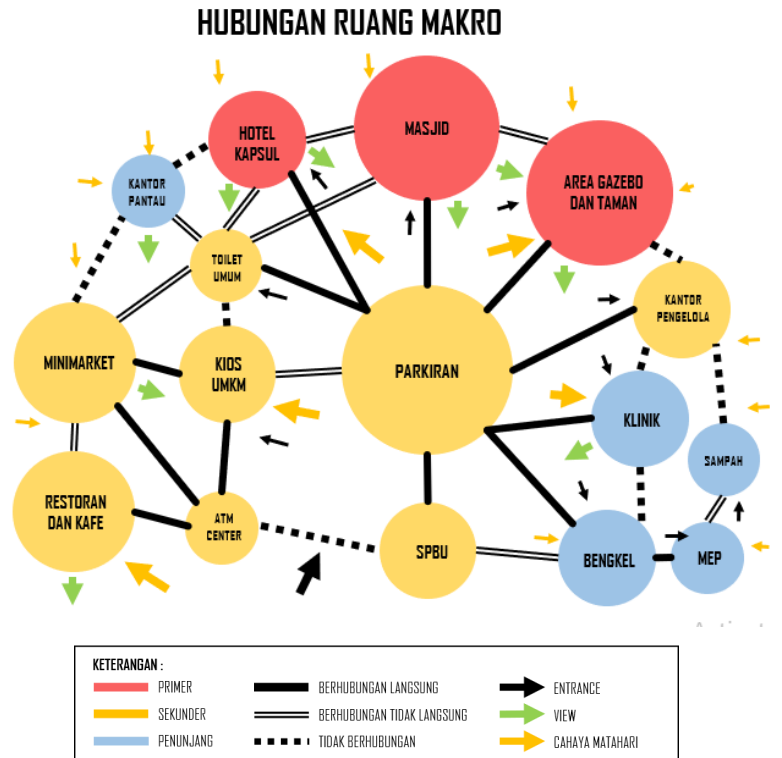 HUBUNGAN RUANG MAKRO
HOTEL
KAPSUL
MASJID
AREA GAZEBO
DAN TAMAN
KANTOR
PANTAU
TOILET
UMUM
KANTOR
PENGELOLA
MINIMARKET
KIOS
UMKM
PARKIRAN
KLINIK
SAMPAH
RESTORAN
DAN KAFE
ATM
CENTER
SPBU
BENGKEL
MEP
KETERANGAN :
PRIMER
BERHUBUNGAN LANGSUNG
ENTRANCE
SEKUNDER
BERHUBUNGAN TIDAK LANGSUNG
VIEW
PENUNJANG
TIDAK BERHUBUNGAN
CAHAYA MATAHARI